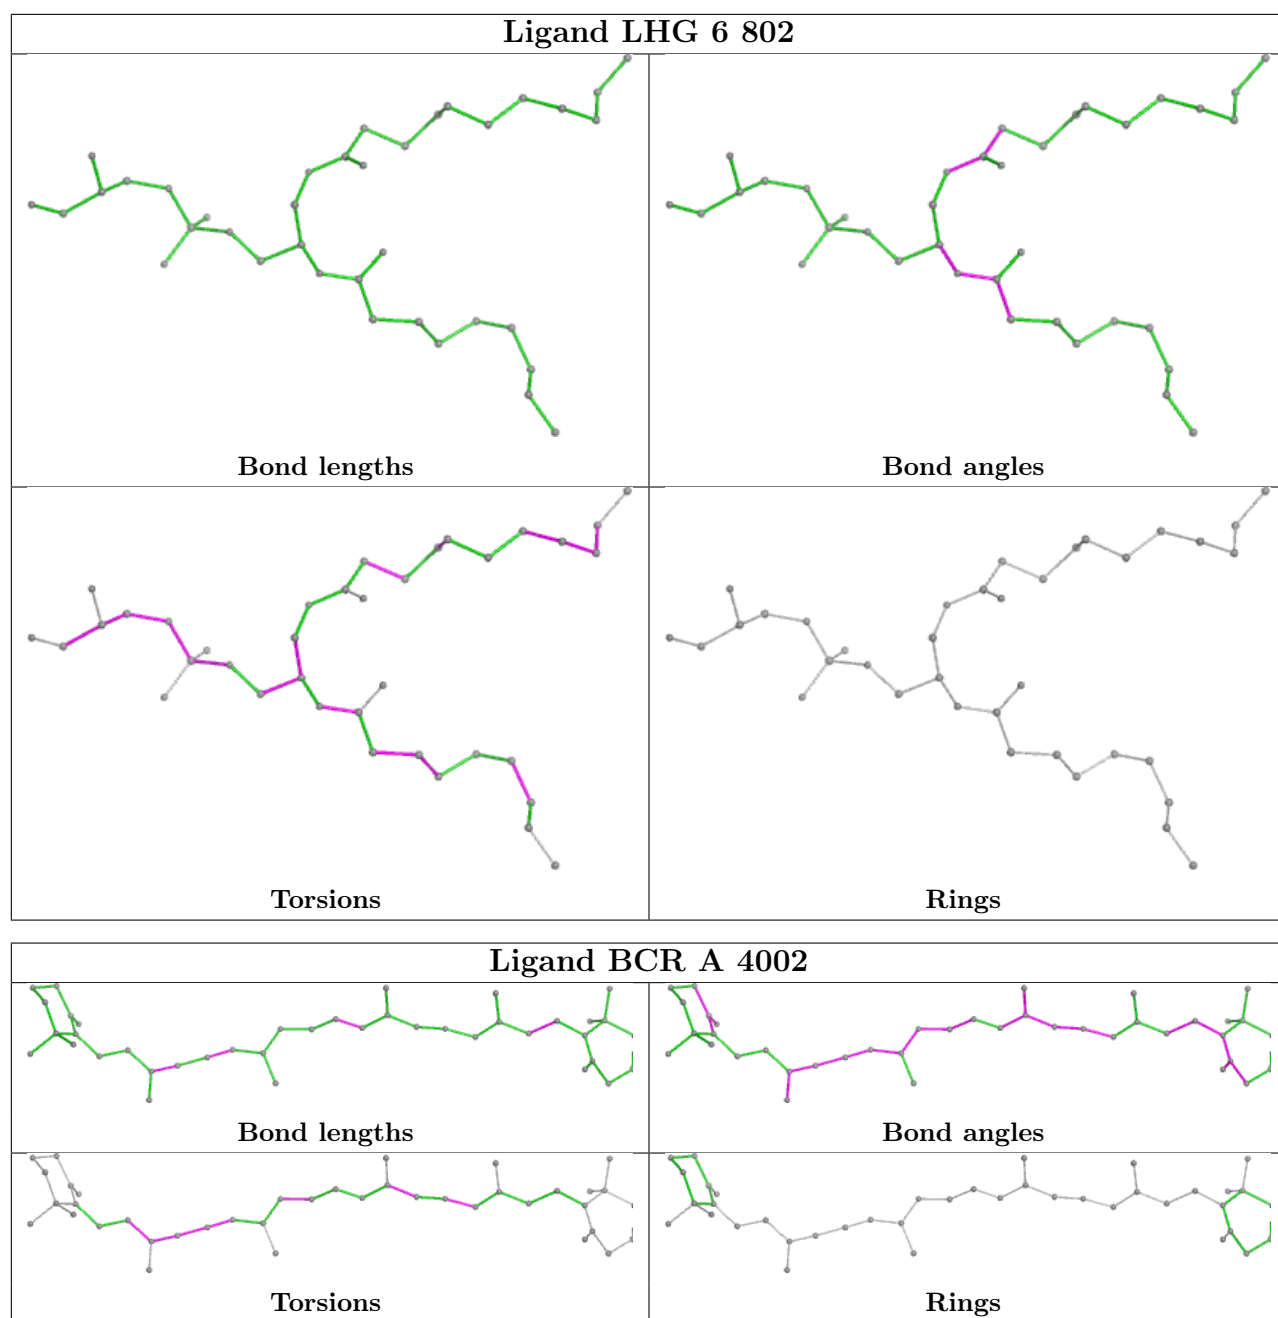 Ligand LHG 6 802
Bond lengths
Bond angles
Torsions
Rings
Ligand BCR A 4002
Bond lengths
Bond angles
Torsions
Rings